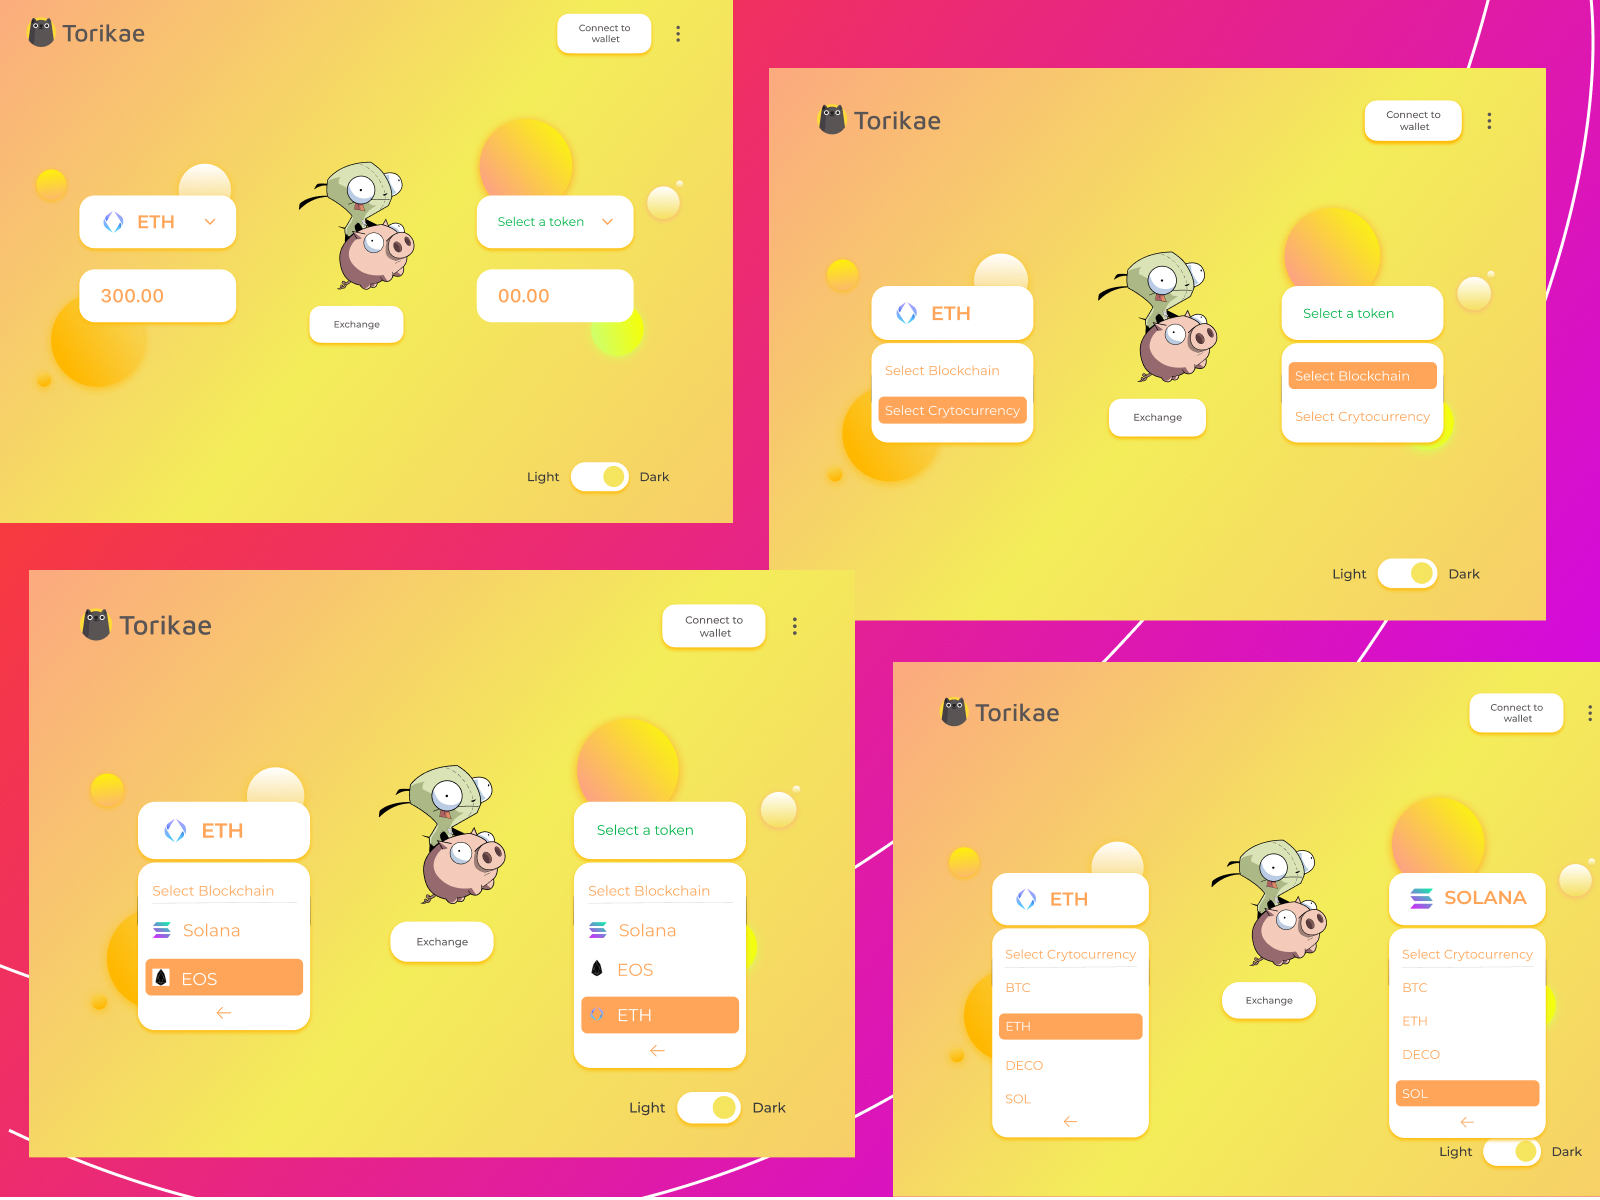 Torikae
Connect to
wallet
ETH
Select a token
300.00
00.00
Exchange
Light
Dark
Torikae
Connect to
wallet
ETH
Select a token
Select Blockchain
Select Crytocurrency
Select Blockchain
Select Crytocurrency
Exchange
Light
Dark
Torikae
Connect to
wallet
ETH
Select a token
Select Blockchain
Solana
EOS
Select Blockchain
Solana
EOS
ETH
Exchange
Light
Dark
Torikae
Connect to
wallet
ETH
SOLANA
Select Crytocurrency
BTC
ETH
DECO
SOL
Select Crytocurrency
BTC
ETH
DECO
SOL
Exchange
Light
Dark